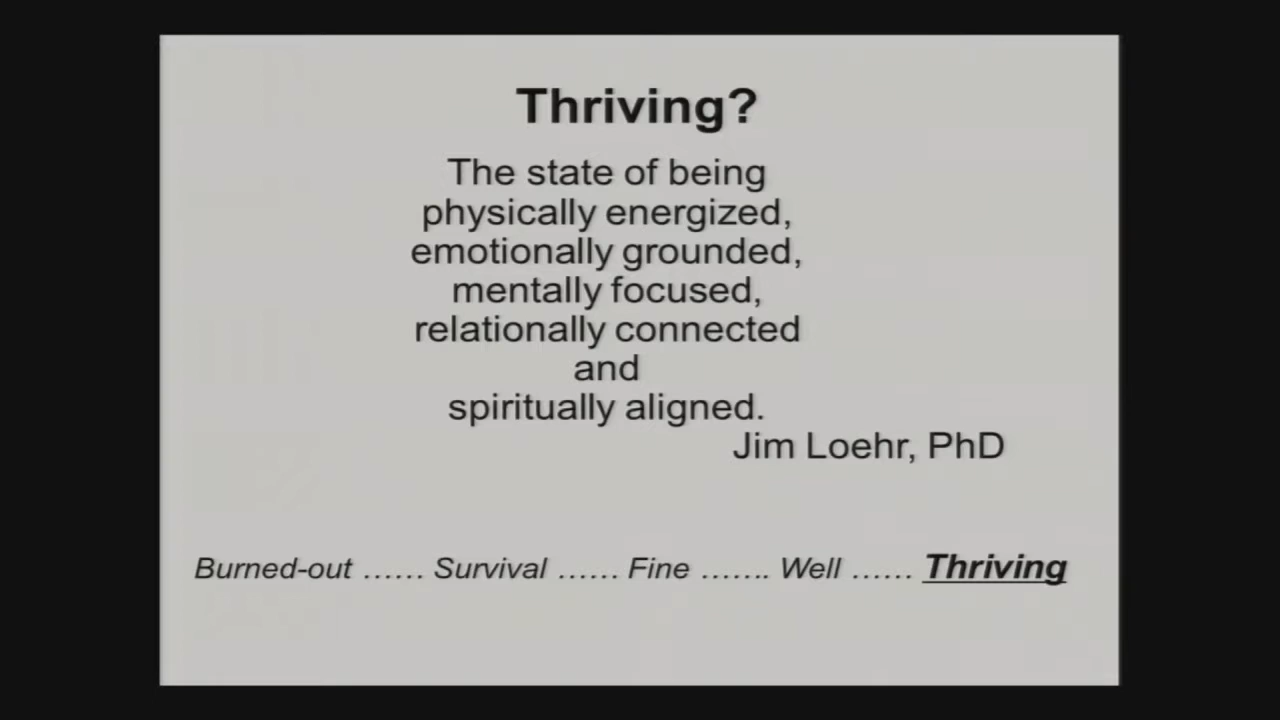 Thriving?
The state of being
physically energized,
emotionally grounded,
mentally focused,
relationally connected
and
spiritually aligned.
Jim Loehr, PhD
Burned-out …… Survival …… Fine ……. Well …… Thriving